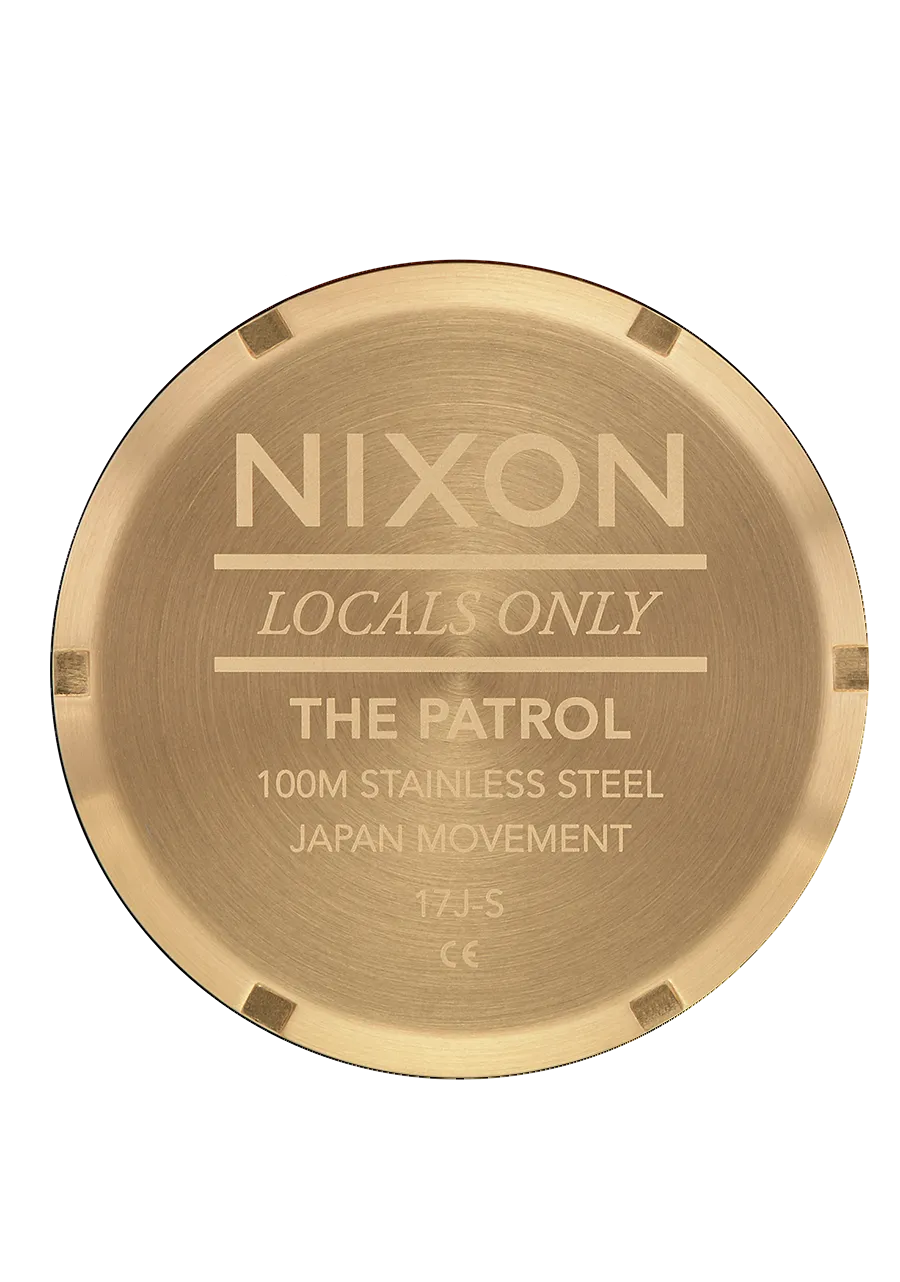 NIXON
LOCALS ONLY
THE PATROL
100M STAINLESS STEEL
JAPAN MOVEMENT
17J-S
CE